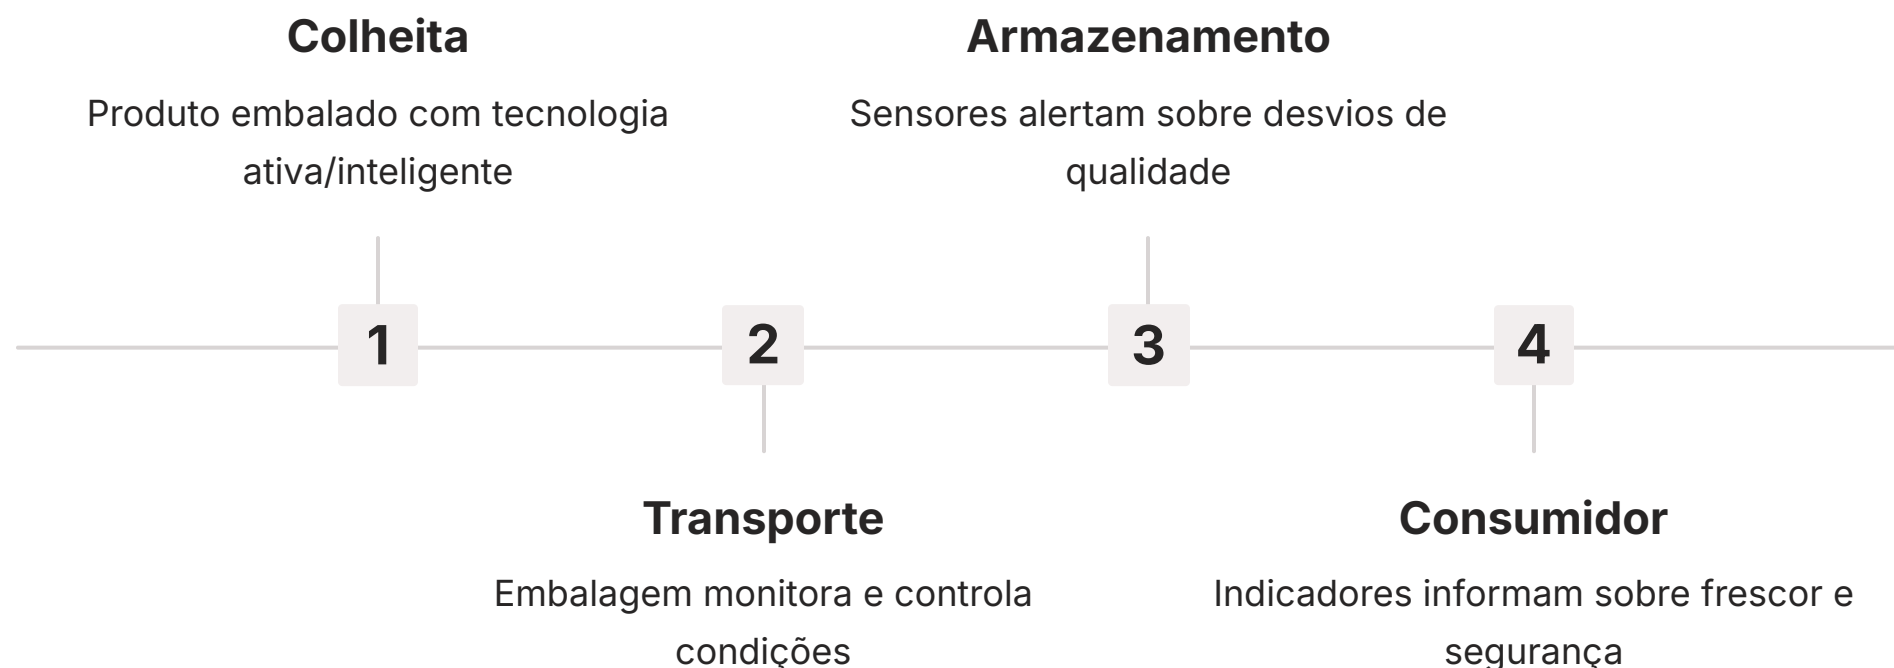 Colheita
Produto embalado com tecnologia
ativa/inteligente
1
2
Transporte
Embalagem monitora e controla
condições
Armazenamento
Sensores alertam sobre desvios de
qualidade
3
4
Consumidor
Indicadores informam sobre frescor e
segurança